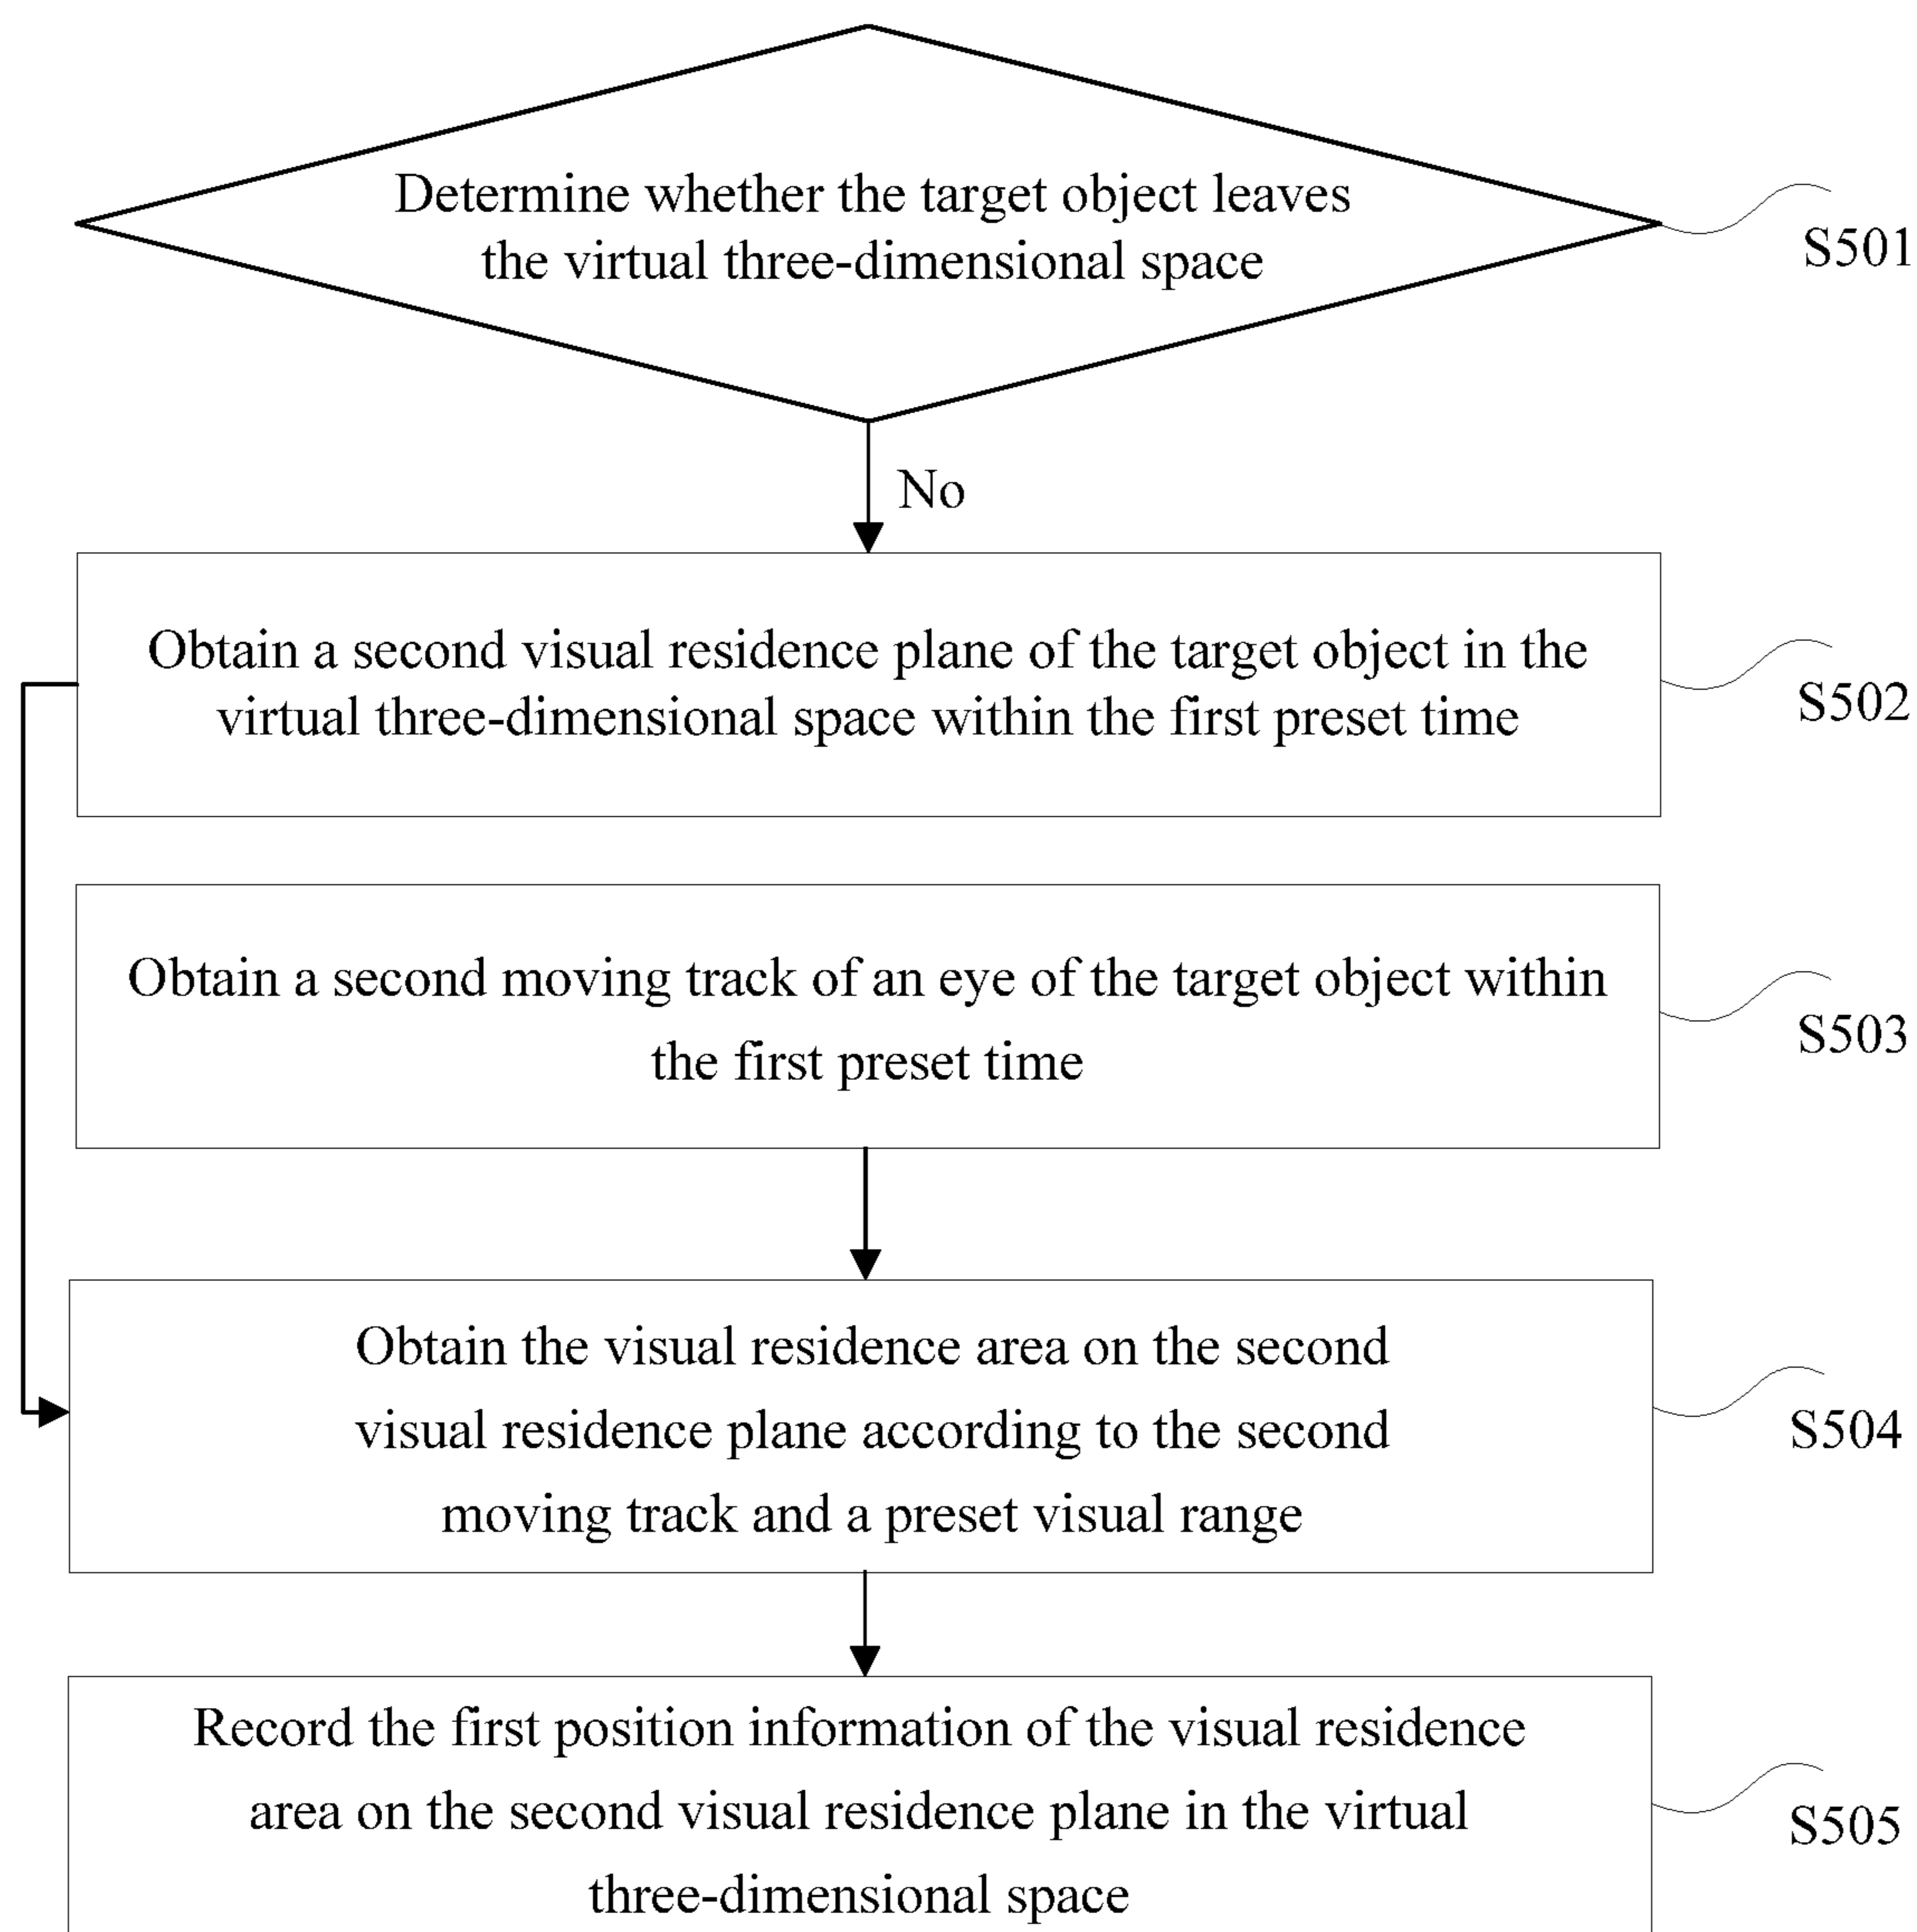 Determine whether the target object leaves
the virtual three-dimensional space
S501
No
Obtain a second visual residence plane of the target object in the
virtual three-dimensional space within the first preset time
S502
Obtain a second moving track of an eye of the target object within
the first preset time
S503
Obtain the visual residence area on the second
visual residence plane according to the second
moving track and a preset visual range
S504
Record the first position information of the visual residence
area on the second visual residence plane in the virtual
three-dimensional space
S505